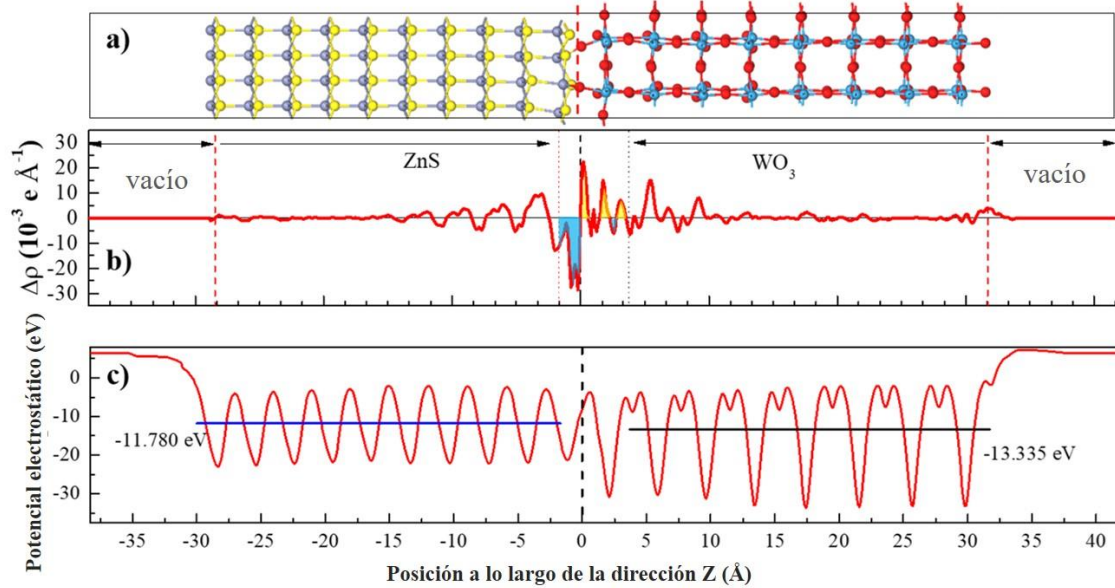 a)
30
20
10
0
-10
-20
-30
Δρ (10⁻³ e Å⁻¹)
b)
vacío
ZnS
WO₃
vacío
Potencial electrostático (eV)
0
-10
-20
-30
c)
-11.780 eV
-13.335 eV
-35 -30 -25 -20 -15 -10 -5 0 5 10 15 20 25 30 35 40
Posición a lo largo de la dirección Z (Å)